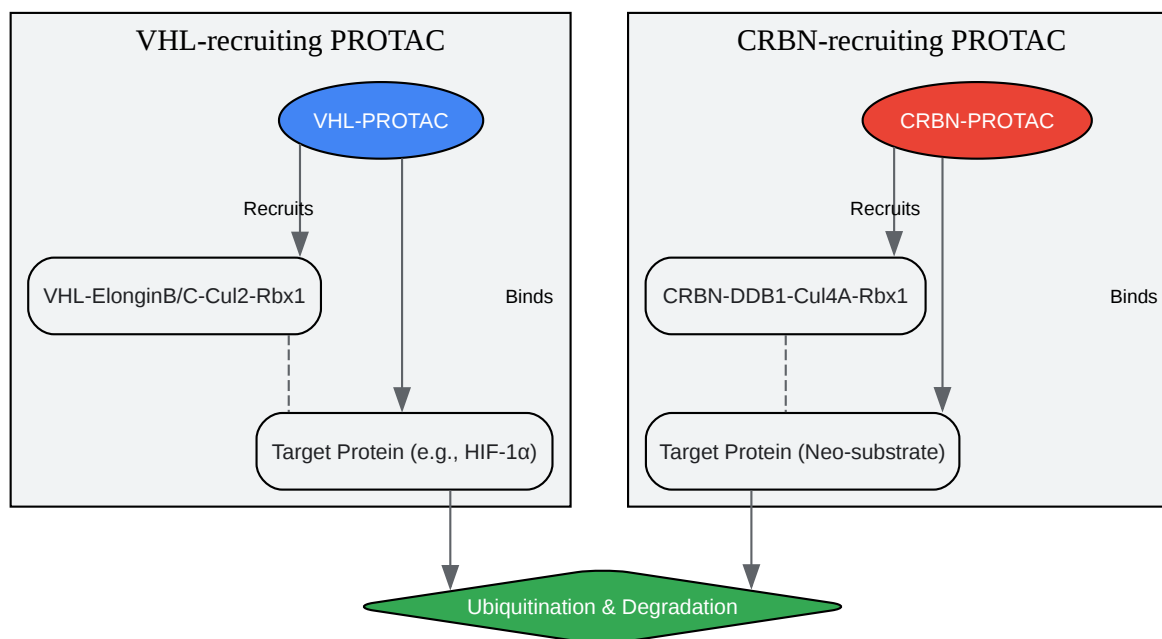 VHL-recruiting PROTAC
VHL-PROTAC
Recruits
VHL-ElonginB/C-Cul2-Rbx1
Binds
Target Protein (e.g., HIF-1α)
CRBN-recruiting PROTAC
CRBN-PROTAC
Recruits
CRBN-DDB1-Cul4A-Rbx1
Binds
Target Protein (Neo-substrate)
Ubiquitination & Degradation